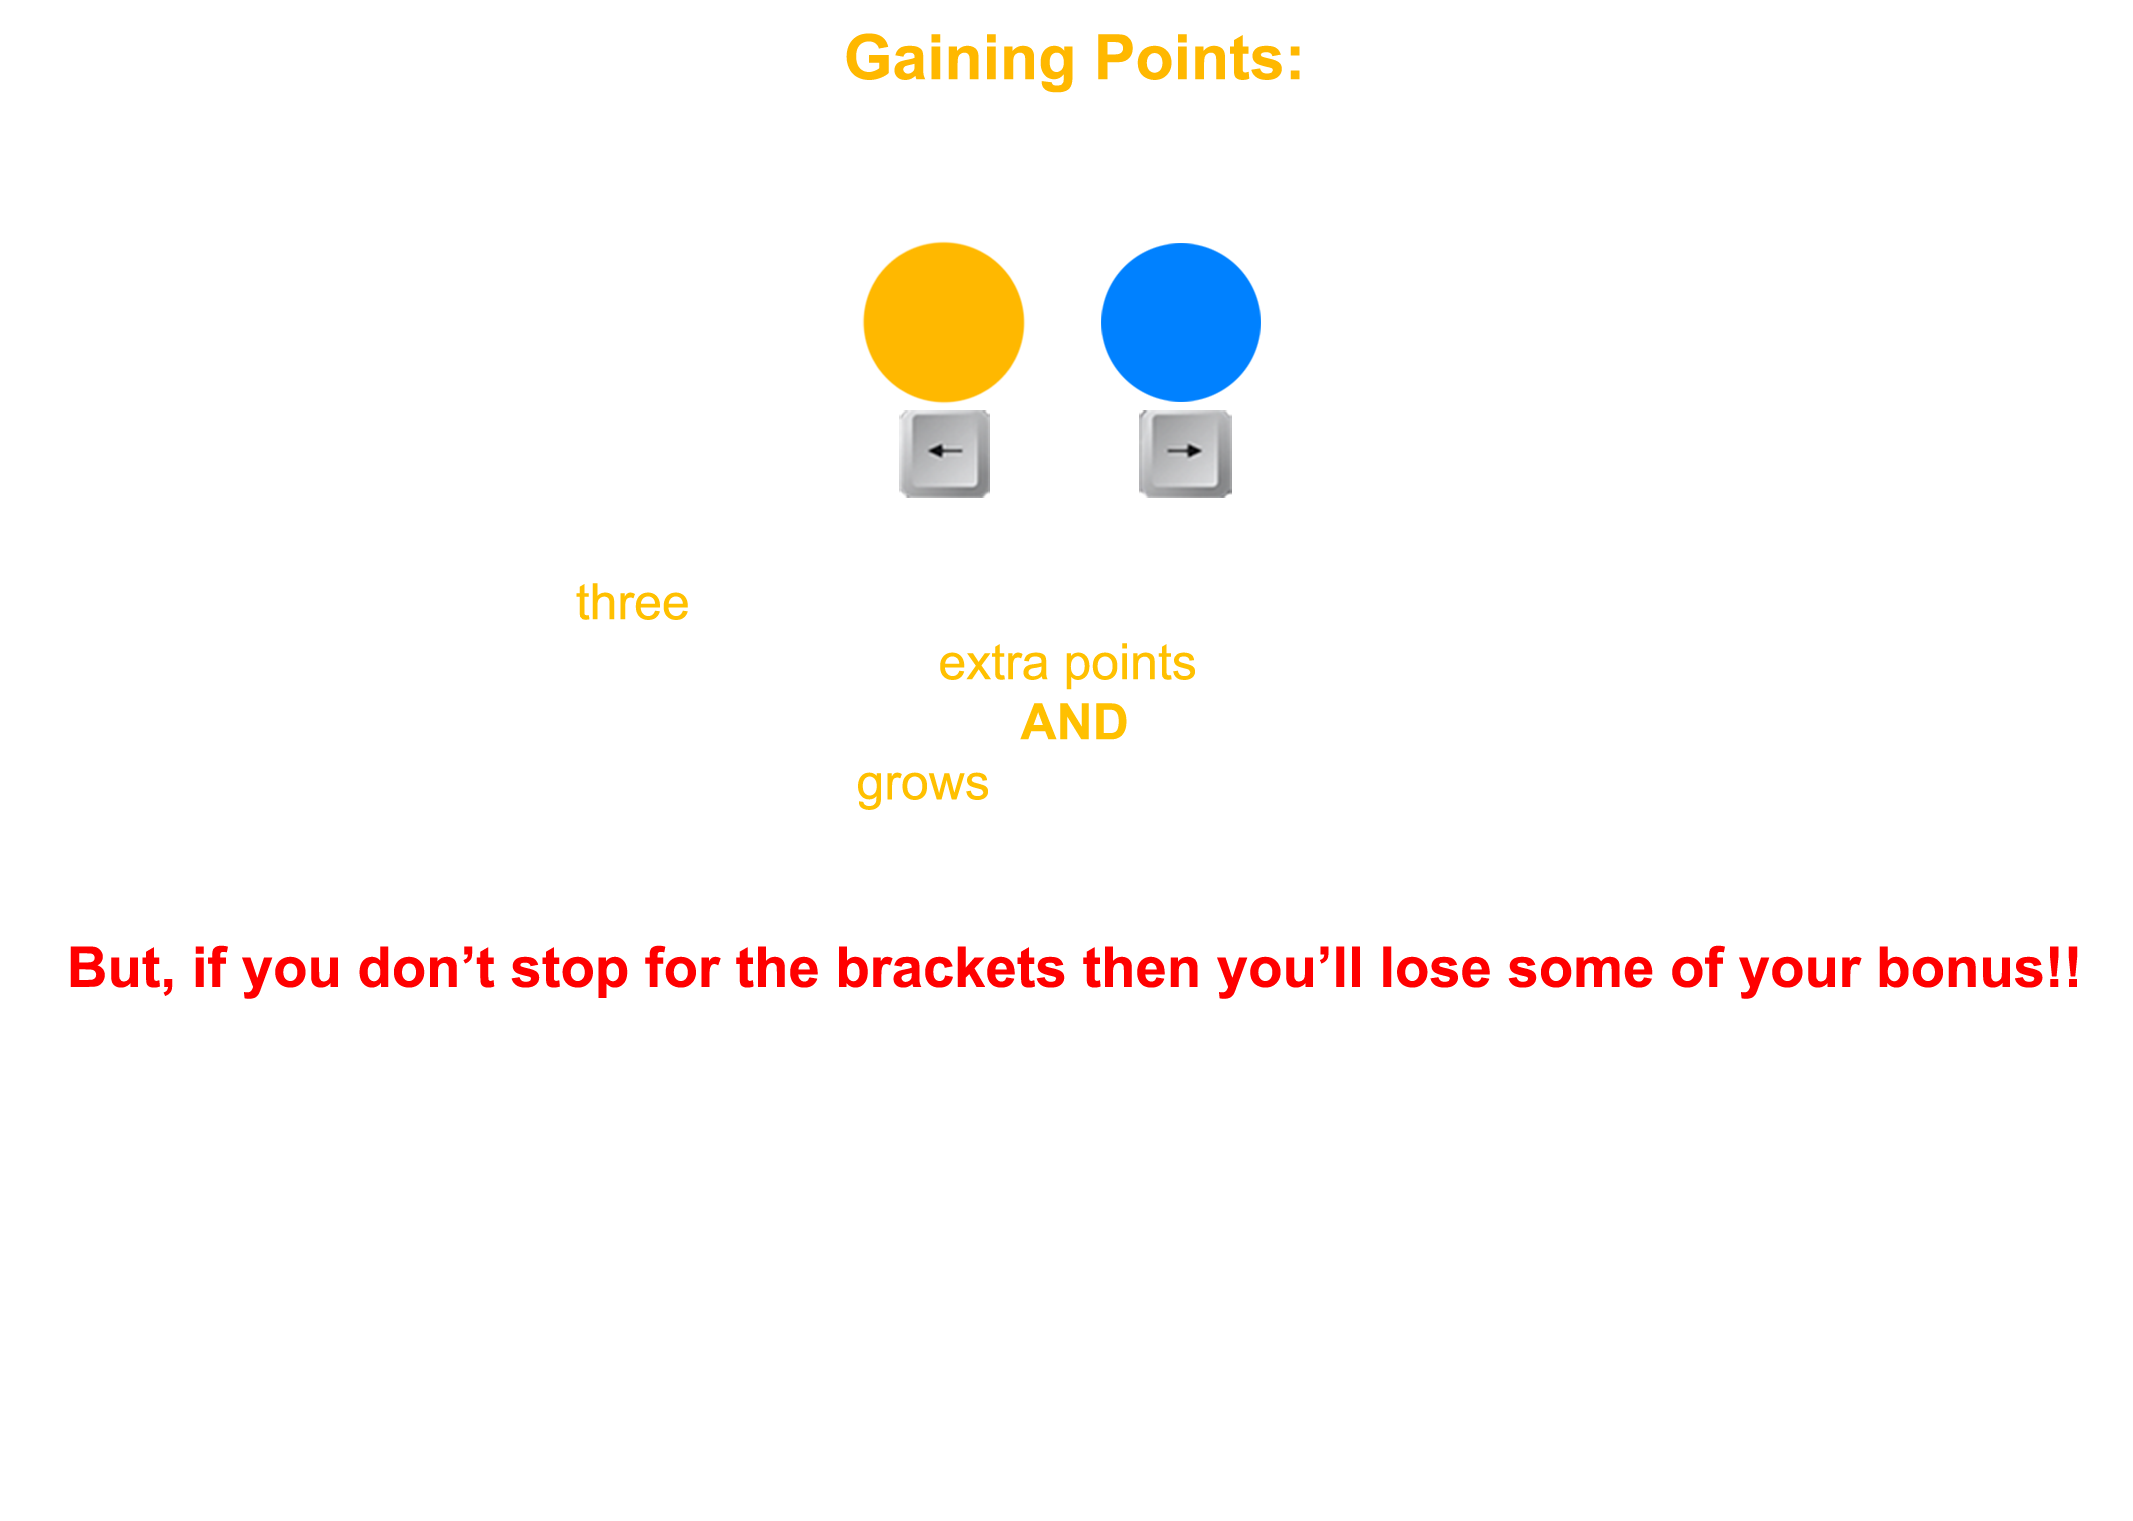 Gaining Points:
← →
three
extra points
AND
grows
But, if you don’t stop for the brackets then you’ll lose some of your bonus!!